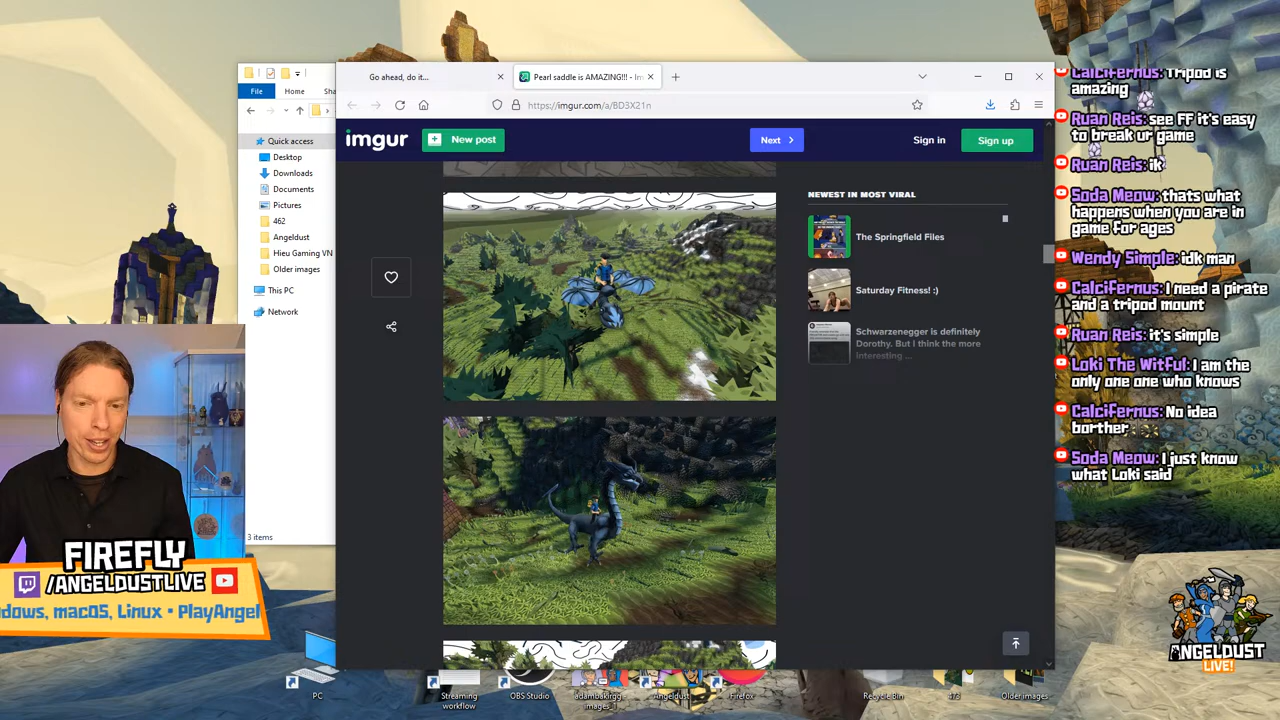 Go ahead, do it...
Pearl saddle is AMAZING!!! - Im
https://imgur.com/a/BD3X21n
File
Home
Sha
imgur
New post
Next
Sign in
Sign up
Quick access
Desktop
Downloads
Documents
Pictures
462
Angeldust
Hieu Gaming VN
Older images
This PC
Network
3 items
NEWEST IN MOST VIRAL
The Springfield Files
Saturday Fitness! :)
Schwarzenegger is definitely
Dorothy. But I think the more
interesting ...
Calcifernus: Tripod is
amazing
Ruan Reis: see FF it's easy
to break ur game
Ruan Reis: ik
Soda Meow: thats what
happens when you are in
game for ages
Wendy Simple: idk man
Calcifernus: I need a pirate
and a tripod mount
Ruan Reis: it's simple
Loki The Witful: I am the
only one one who knows
Calcifernus: No idea
borther
Soda Meow: I just know
what Loki said
FIREFLY
/ANGELDUSTLIVE
dows, macOS, Linux • PlayAngel
ANGELDUST
LIVE!
PC
Streaming
workflow
OBS Studio
Angeldust
Firefox
Recycle Bin
473
Older images